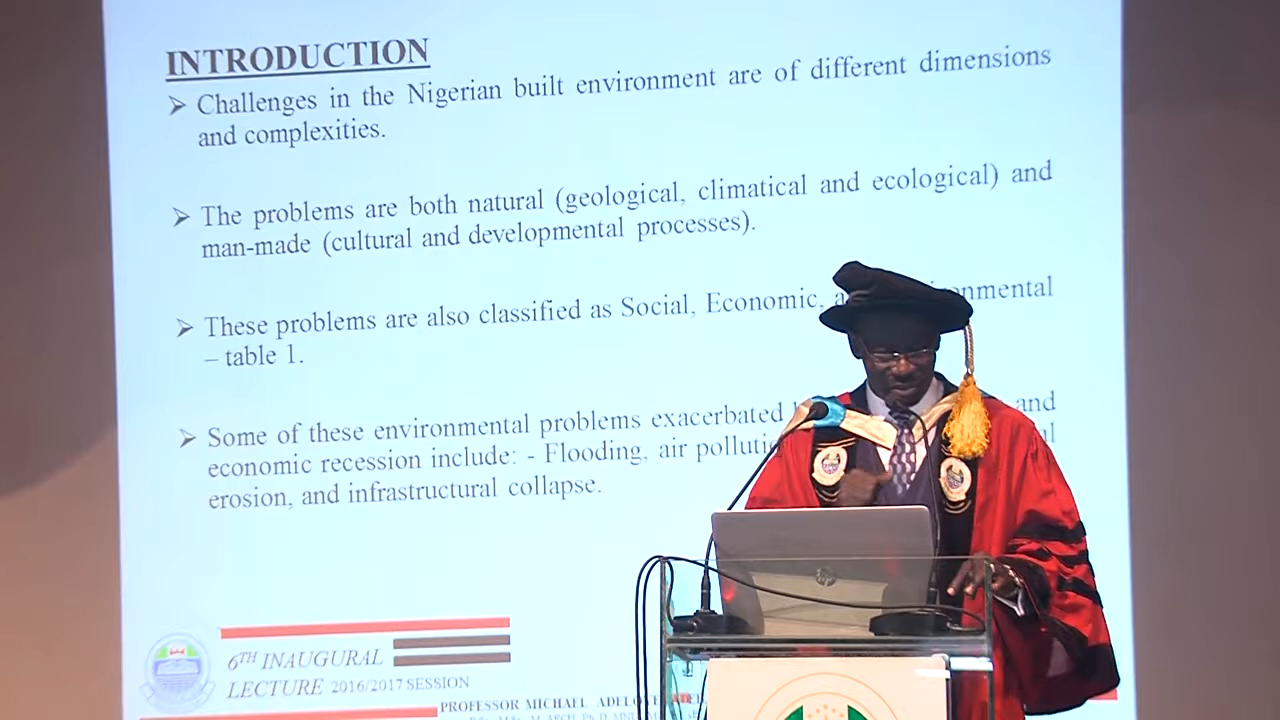 INTRODUCTION
➢ Challenges in the Nigerian built environment are of different dimensions
and complexities.
➢ The problems are both natural (geological, climatical and ecological) and
man-made (cultural and developmental processes).
➢ These problems are also classified as Social, Economic,
– table 1.
➢ Some of these environmental problems exacerbated and
economic recession include: - Flooding, air
erosion, and infrastructural collapse.
6TH INAUGURAL
LECTURE 2016/2017 SESSION
PROFESSOR MICHAEL
hp